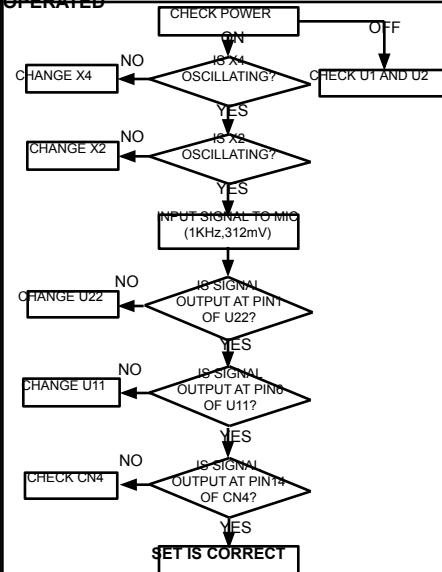 OPERATED
CHECK POWER
OFF
ON
IS X4
OSCILLATING?
NO
CHANGE X4
CHECK U1 AND U2
YES
IS X2
OSCILLATING?
NO
CHANGE X2
YES
INPUT SIGNAL TO MIC
(1KHz,312mV)
IS SIGNAL
OUTPUT AT PIN1
OF U22?
NO
CHANGE U22
YES
IS SIGNAL
OUTPUT AT PIN6
OF U11?
NO
CHANGE U11
YES
IS SIGNAL
OUTPUT AT PIN14
OF CN4?
NO
CHECK CN4
YES
SET IS CORRECT